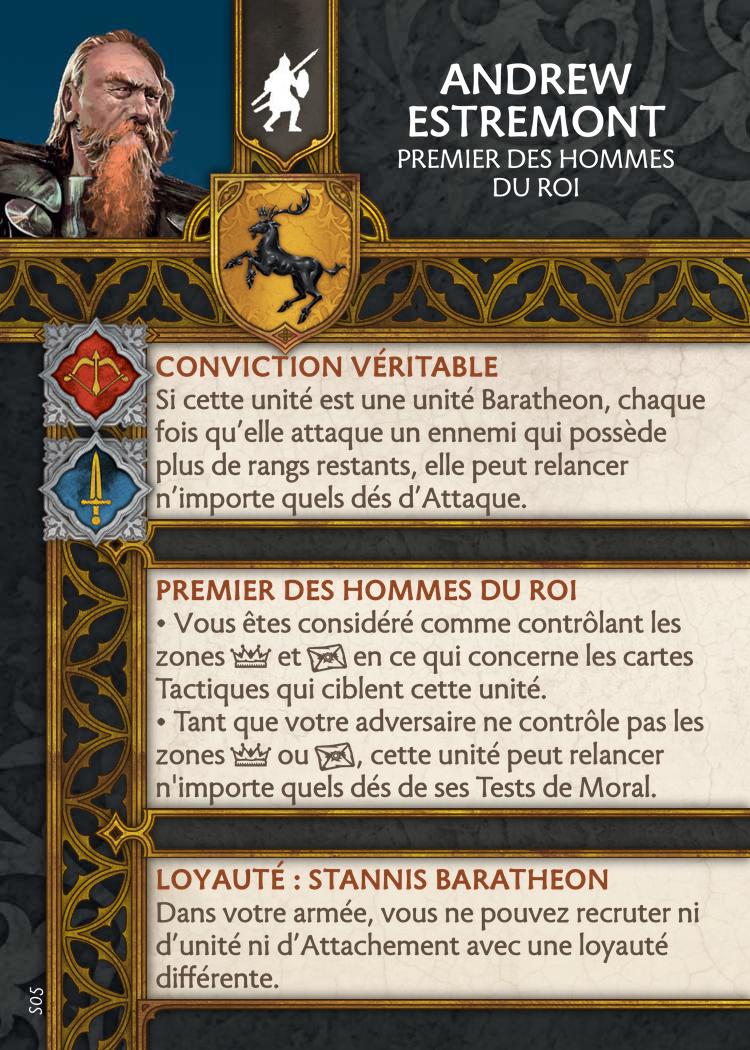 ANDREW
ESTREMONT
PREMIER DES HOMMES
DU ROI
CONVICTION VÉRITABLE
Si cette unité est une unité Baratheon, chaque
fois qu’elle attaque un ennemi qui possède
plus de rangs restants, elle peut relancer
n’importe quels dés d’Attaque.
PREMIER DES HOMMES DU ROI
• Vous êtes considéré comme contrôlant les
zones et en ce qui concerne les cartes
Tactiques qui ciblent cette unité.
• Tant que votre adversaire ne contrôle pas les
zones ou , cette unité peut relancer
n'importe quels dés de ses Tests de Moral.
LOYAUTÉ : STANNIS BARATHEON
Dans votre armée, vous ne pouvez recruter ni
d’unité ni d’Attachement avec une loyauté
différente.
S05